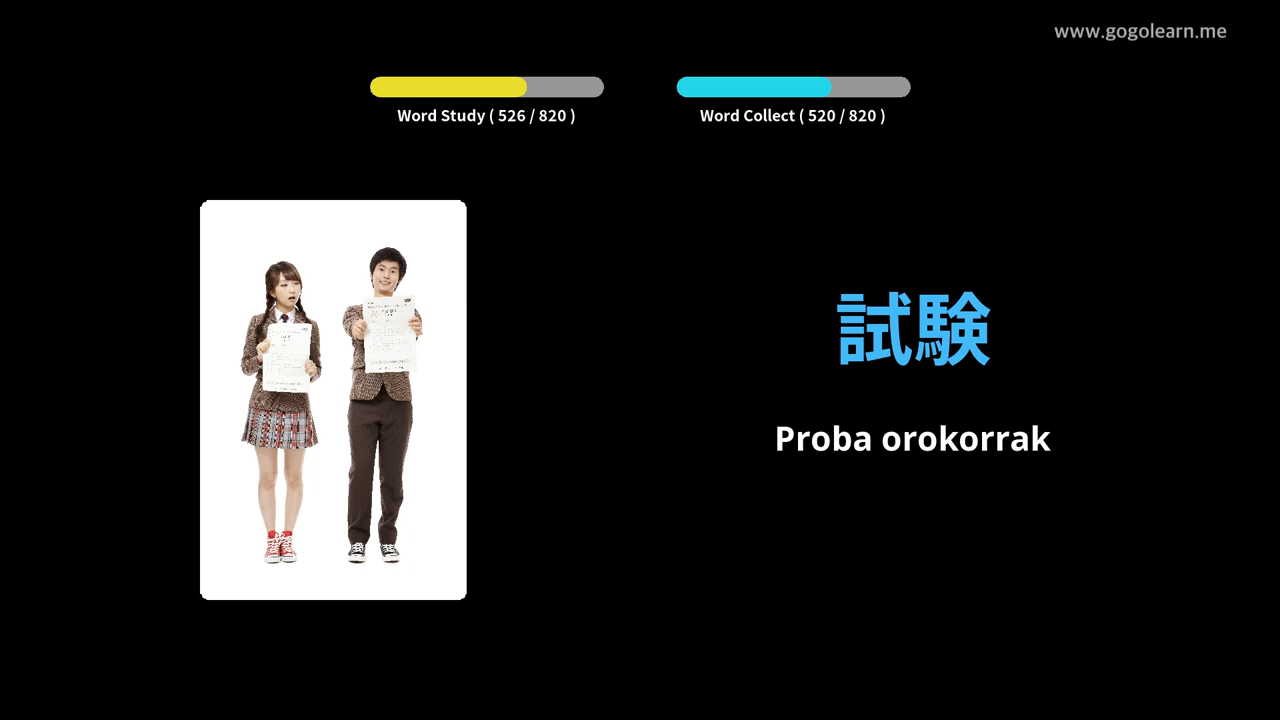 www.gogolearn.me
Word Study ( 526 / 820 )
Word Collect ( 520 / 820 )
試験
Proba orokorrak